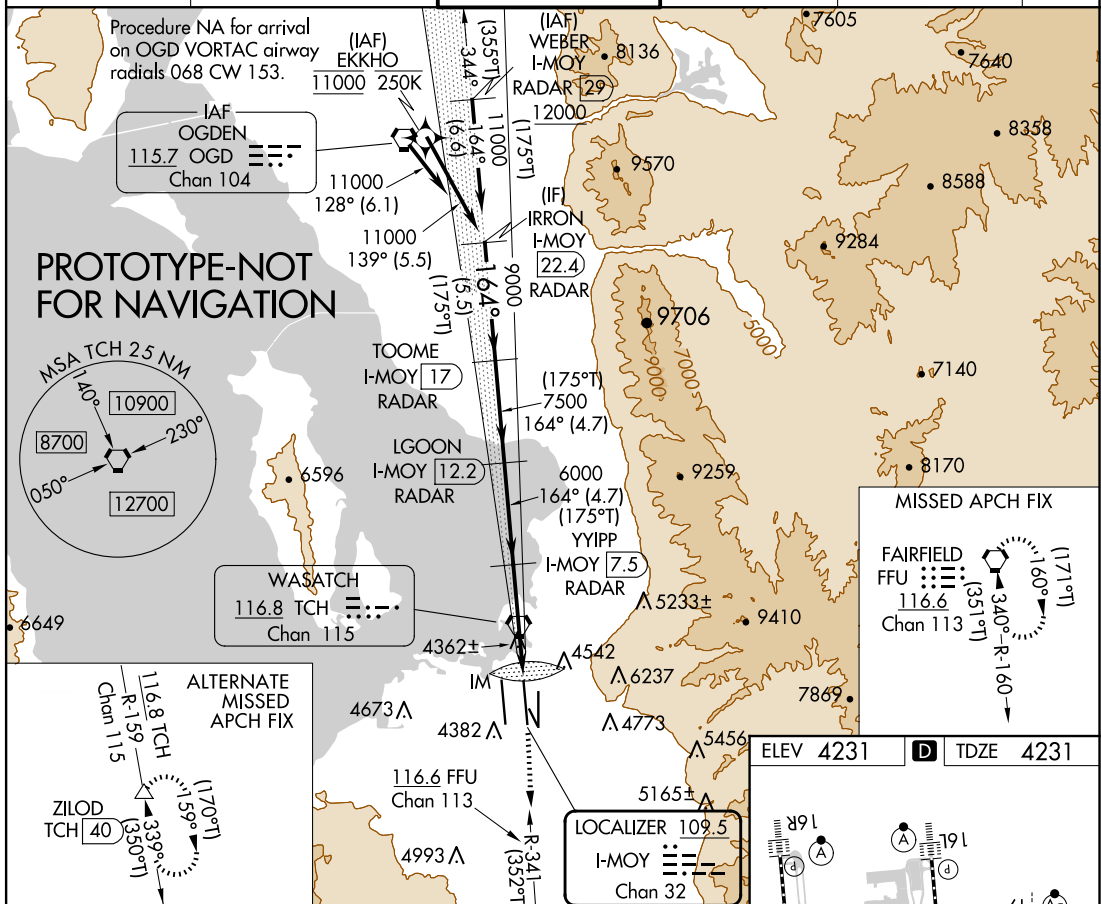 Procedure NA for arrival
on OGD VORTAC airway
radials 068 CW 153.
(IAF)
EKKHO
11000 250K
(355°T)
344°
(IAF)
WEBER
I-MOY
RADAR 29
12000
8136
7605
7640
8358
8588
9570
9284
IAF
OGDEN
115.7 OGD
Chan 104
164°
(6.6)
11000
(175°T)
11000
128° (6.1)
11000
139° (5.5)
(IF)
IRRON
I-MOY
22.4
RADAR
PROTOTYPE-NOT
FOR NAVIGATION
164°
(5.5)
(175°T)
9000
9706
9000
7000
5000
7140
MSA TCH 25 NM
140°
10900
8700
230°
050°
12700
TOOME
I-MOY 17
RADAR
(175°T)
7500
164° (4.7)
LGOON
I-MOY 12.2
RADAR
6000
164° (4.7)
(175°T)
6596
9259
8170
YYIPP
I-MOY 7.5
RADAR
MISSED APCH FIX
FAIRFIELD
FFU
116.6
Chan 113
(351°T)
340°
R-160
160°
(171°T)
WASATCH
116.8 TCH
Chan 115
6649
5233±
9410
4362±
4542
IM
6237
7869
4673
4382
4773
5456
ALTERNATE
MISSED
APCH FIX
116.8 TCH
R-159
Chan 115
ZILOD
TCH 40
339°
(350°T)
159°
(170°T)
116.6 FFU
Chan 113
R-341
(352°T)
4993
5165±
LOCALIZER 109.5
I-MOY
Chan 32
ELEV 4231
D
TDZE 4231
16R
A
P
A
16L
P